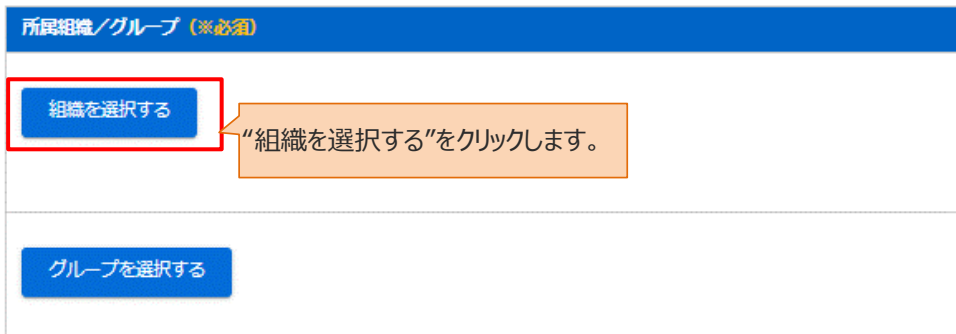 所属組織／グループ（※必須）
組織を選択する
“組織を選択する”をクリックします。
グループを選択する